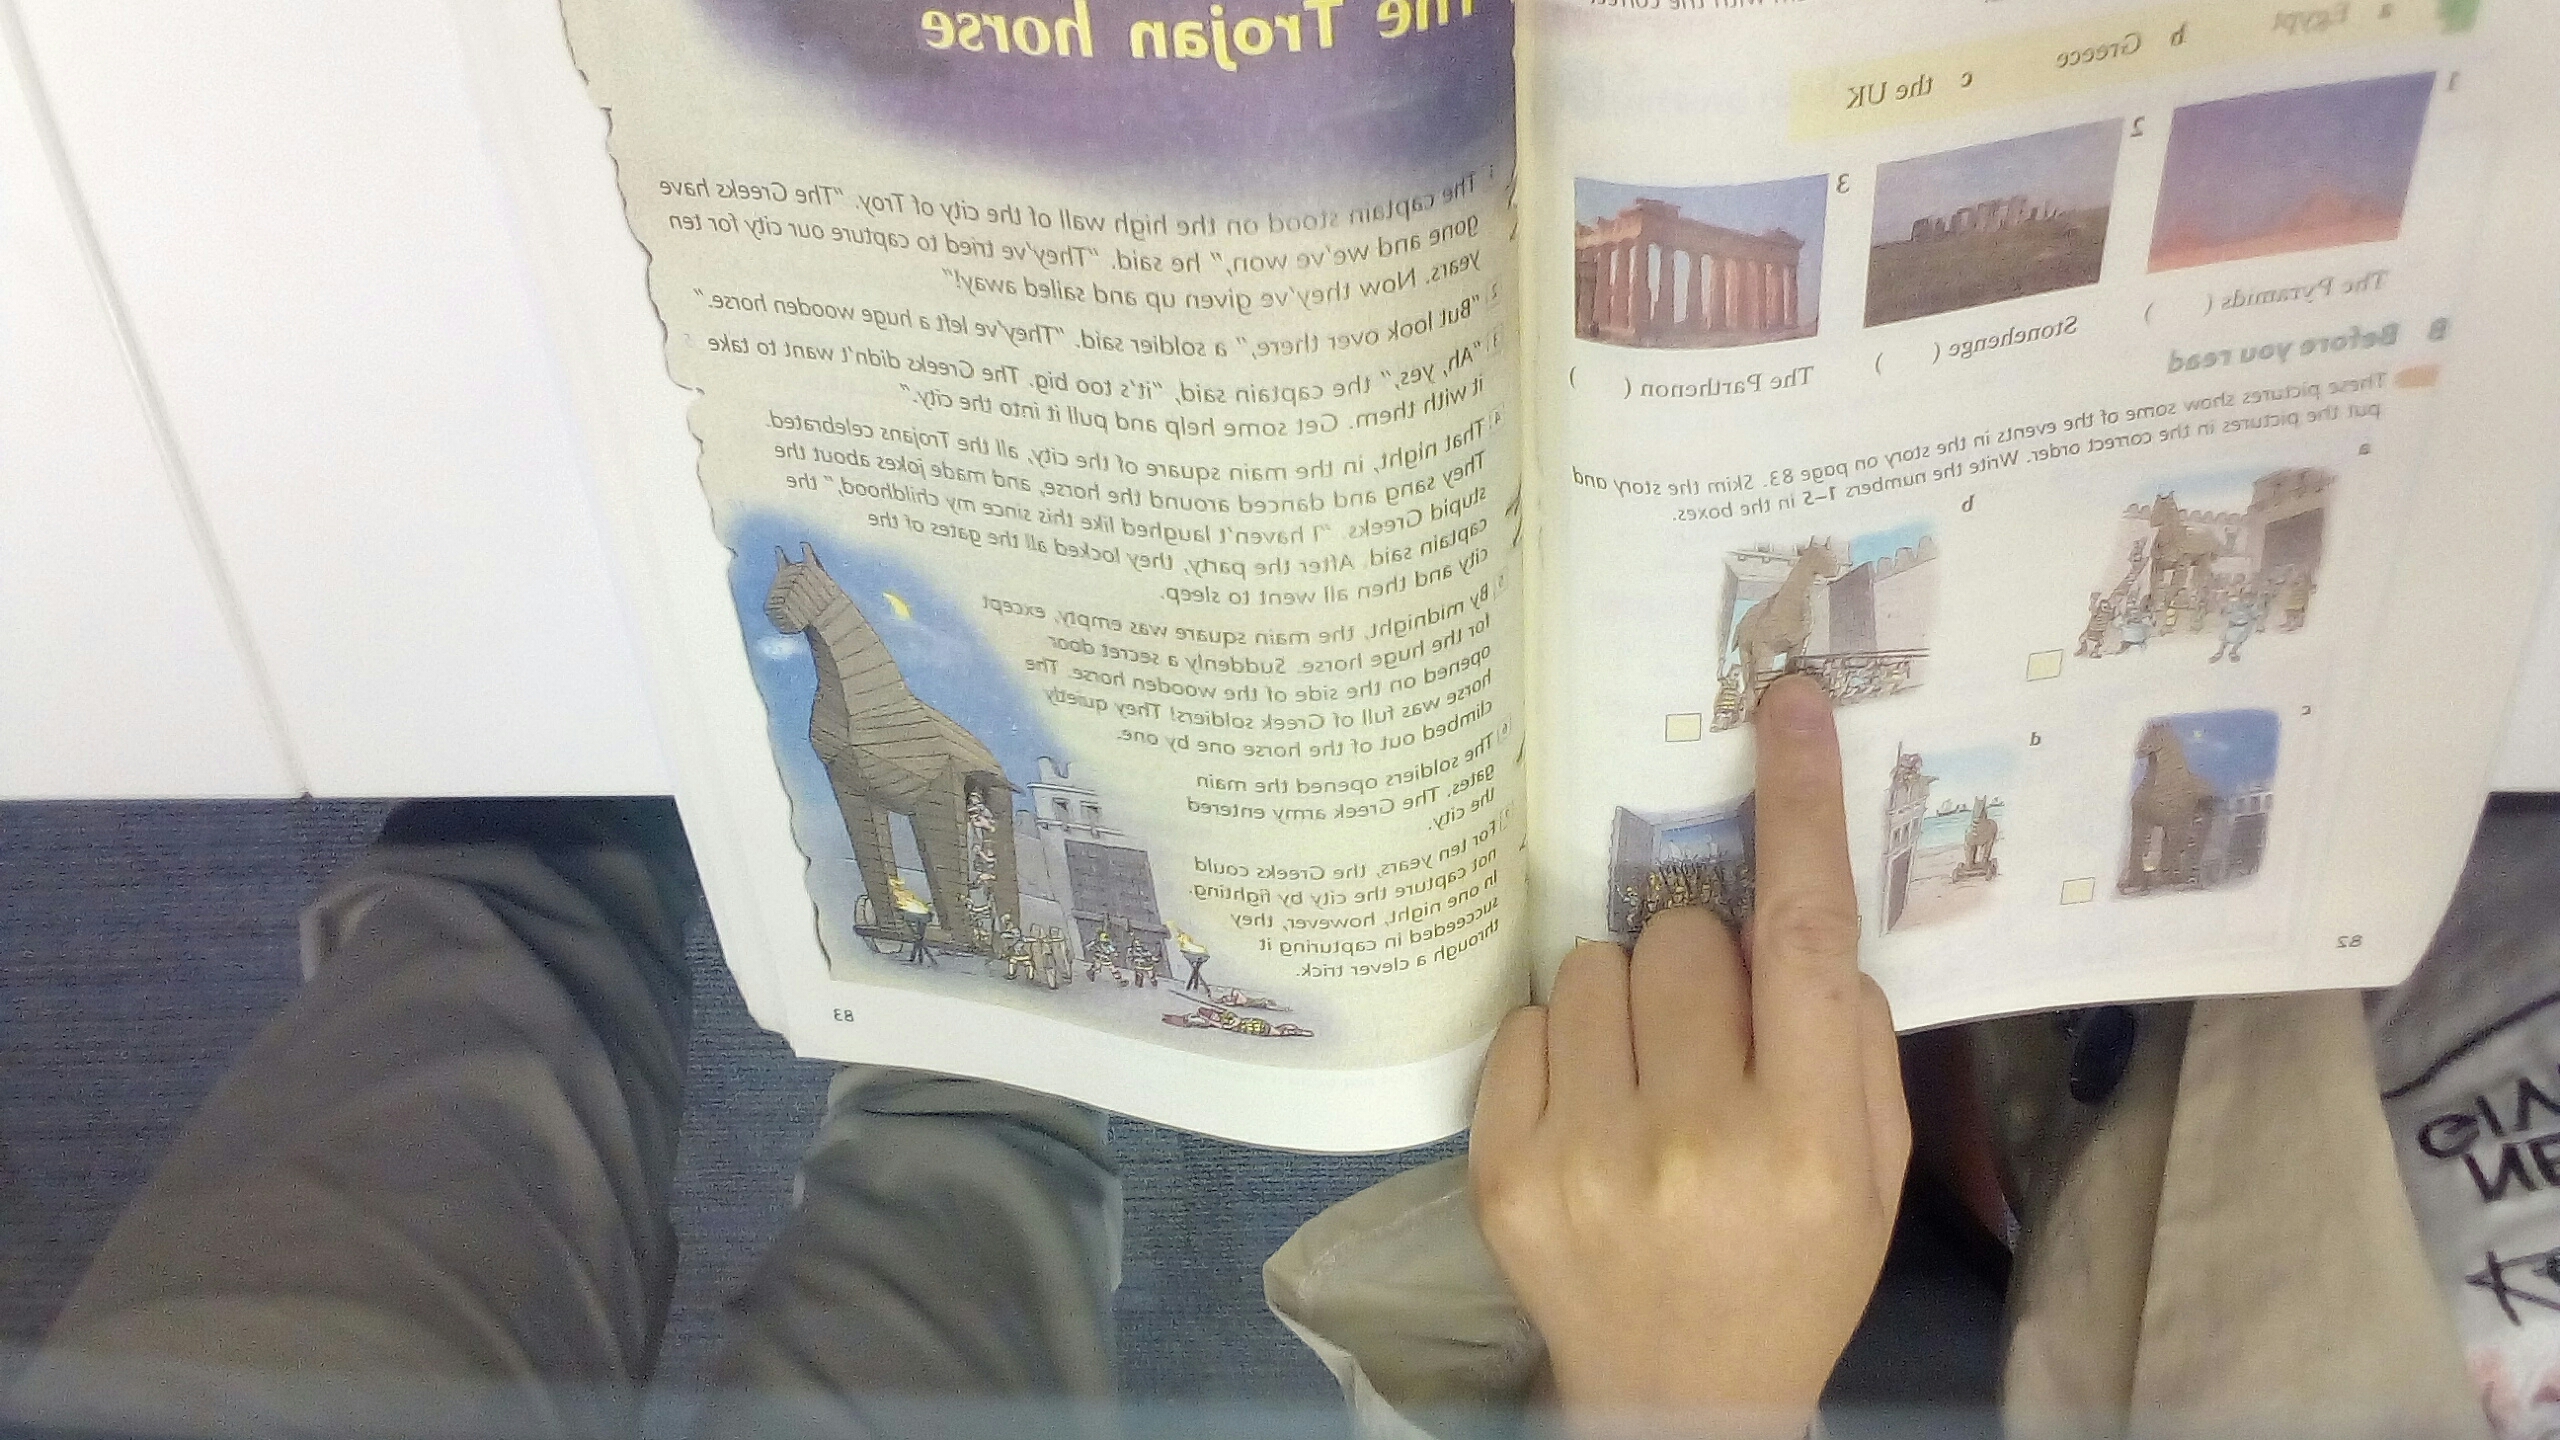 a Egypt
b Greece
c the UK
1
2
3
The Pyramids ( )
Stonehenge ( )
The Parthenon ( )
B Before you read
These pictures show some of the events in the story on page 83. Skim the story and
put the pictures in the correct order. Write the numbers 1–5 in the boxes.
a
b
c
d
82
The Trojan horse
1 The captain stood on the high wall of the city of Troy. "The Greeks have
gone and we've won," he said. "They've tried to capture our city for ten
years. Now they've given up and sailed away!"
2 "But look over there," a soldier said. "They've left a huge wooden horse."
3 "Ah, yes," the captain said, "it's too big. The Greeks didn't want to take
it with them. Get some help and pull it into the city."
4 That night, in the main square of the city, all the Trojans celebrated.
They sang and danced around the horse, and made jokes about the
stupid Greeks. "I haven't laughed like this since my childhood," the
captain said. After the party, they locked all the gates of the
city and then all went to sleep.
5 By midnight, the main square was empty, except
for the huge horse. Suddenly a secret door
opened on the side of the wooden horse. The
horse was full of Greek soldiers! They quietly
climbed out of the horse one by one.
6 The soldiers opened the main
gates. The Greek army entered
the city.
7 For ten years, the Greeks could
not capture the city by fighting.
In one night, however, they
succeeded in capturing it
through a clever trick.
83